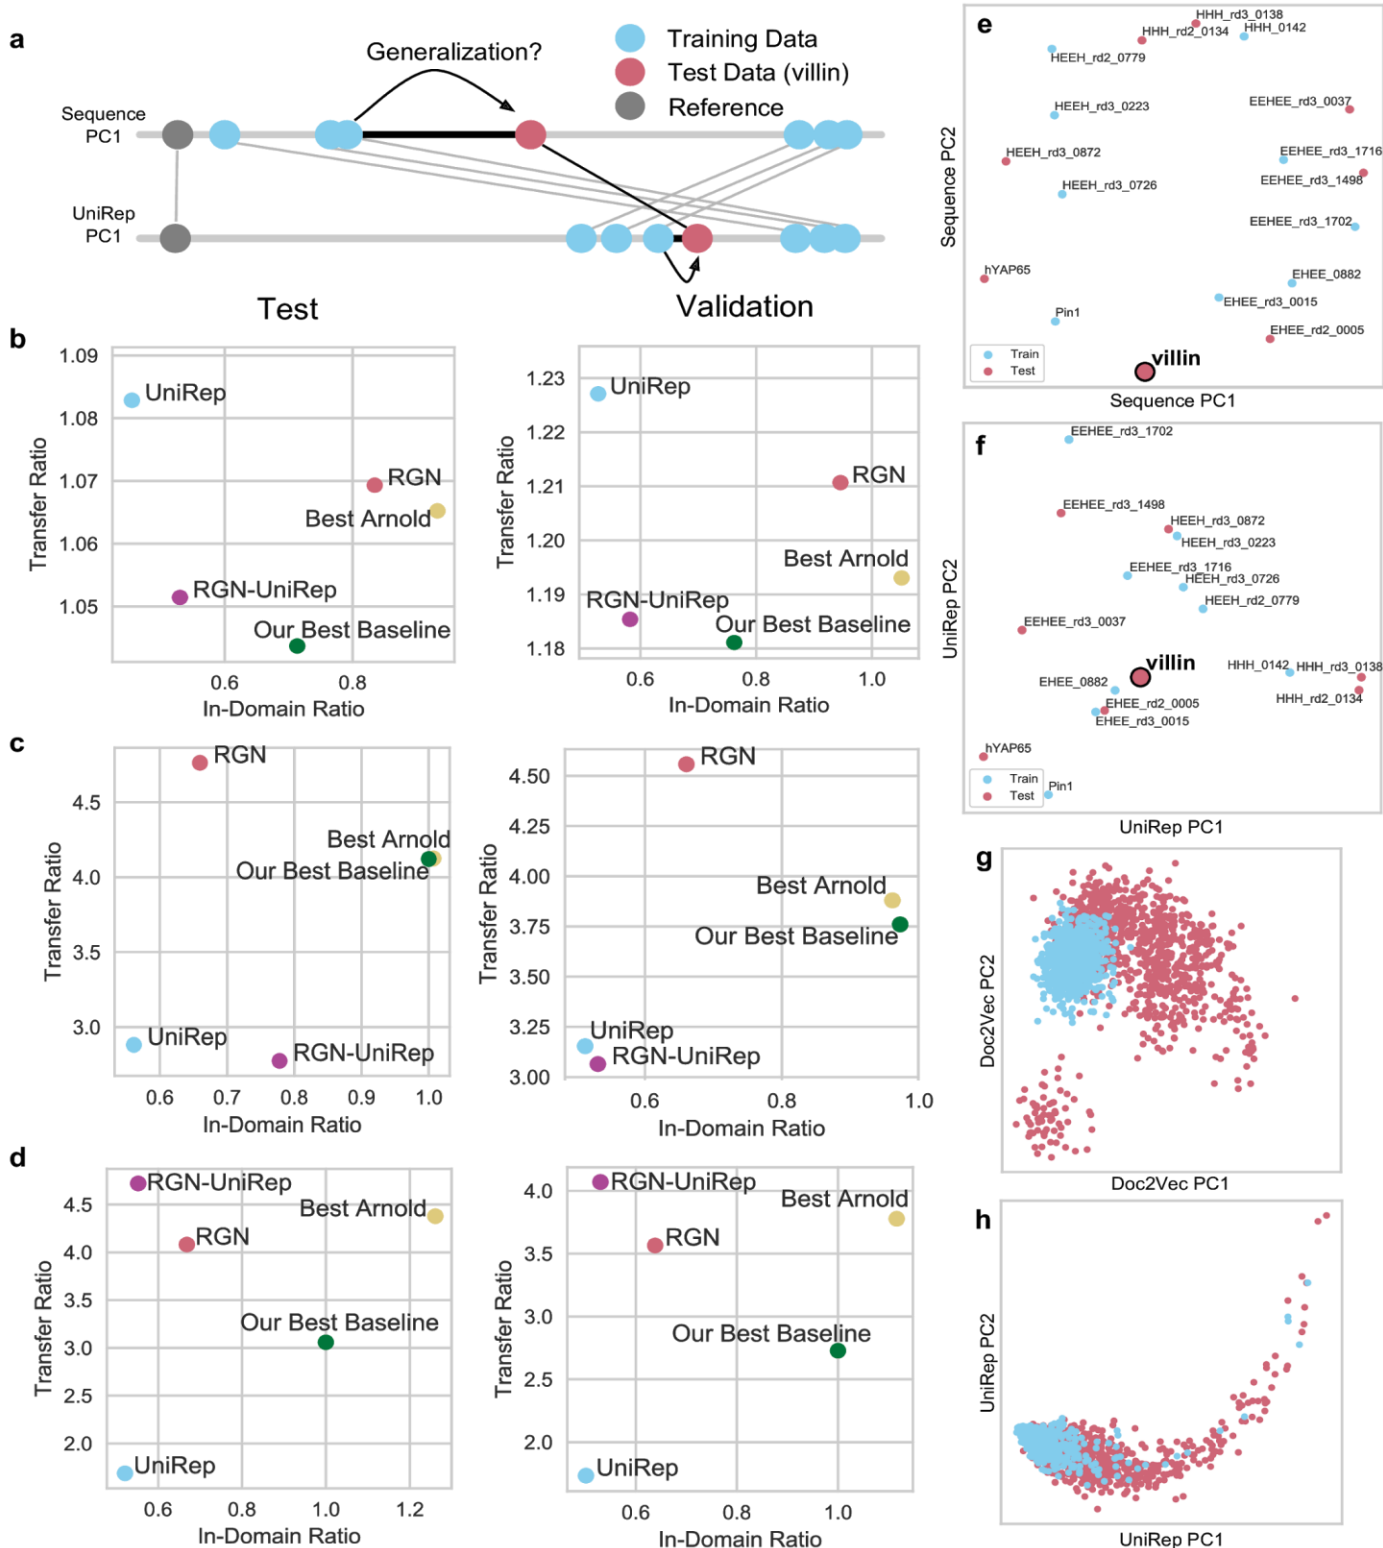 a
Generalization?
Training Data
Test Data (villin)
Reference
Sequence
PC1
UniRep
PC1
Test
Validation
b
1.09
1.08
1.07
1.06
1.05
Transfer Ratio
UniRep
RGN
Best Arnold
RGN-UniRep
Our Best Baseline
0.6
0.8
In-Domain Ratio
1.23
1.22
1.21
1.20
1.19
1.18
Transfer Ratio
UniRep
RGN
Best Arnold
RGN-UniRep
Our Best Baseline
0.6
0.8
1.0
In-Domain Ratio
c
4.5
4.0
3.5
3.0
Transfer Ratio
RGN
Best Arnold
Our Best Baseline
UniRep
RGN-UniRep
0.6
0.7
0.8
0.9
1.0
In-Domain Ratio
4.50
4.25
4.00
3.75
3.50
3.25
3.00
Transfer Ratio
RGN
Best Arnold
Our Best Baseline
UniRep
RGN-UniRep
0.6
0.8
1.0
In-Domain Ratio
d
4.5
4.0
3.5
3.0
2.5
2.0
Transfer Ratio
RGN-UniRep
Best Arnold
RGN
Our Best Baseline
UniRep
0.6
0.8
1.0
1.2
In-Domain Ratio
4.0
3.5
3.0
2.5
2.0
Transfer Ratio
RGN-UniRep
Best Arnold
RGN
Our Best Baseline
UniRep
0.6
0.8
1.0
In-Domain Ratio
e
HHH_rd3_0138
HHH_rd2_0134
HHH_0142
HEEH_rd2_0779
EEHEE_rd3_0037
HEEH_rd3_0223
HEEH_rd3_0872
EEHEE_rd3_1716
EEHEE_rd3_1498
HEEH_rd3_0726
EEHEE_rd3_1702
hYAP65
EHEE_0882
EHEE_rd3_0015
Pin1
EHEE_rd2_0005
villin
Train
Test
Sequence PC2
Sequence PC1
f
EEHEE_rd3_1702
EEHEE_rd3_1498
HEEH_rd3_0872
HEEH_rd3_0223
EEHEE_rd3_1716
HEEH_rd3_0726
HEEH_rd2_0779
EEHEE_rd3_0037
villin
HHH_0142
HHH_rd3_0138
EHEE_0882
HHH_rd2_0134
EHEE_rd2_0005
EHEE_rd3_0015
hYAP65
Pin1
Train
Test
UniRep PC2
UniRep PC1
g
Doc2Vec PC2
Doc2Vec PC1
h
UniRep PC2
UniRep PC1